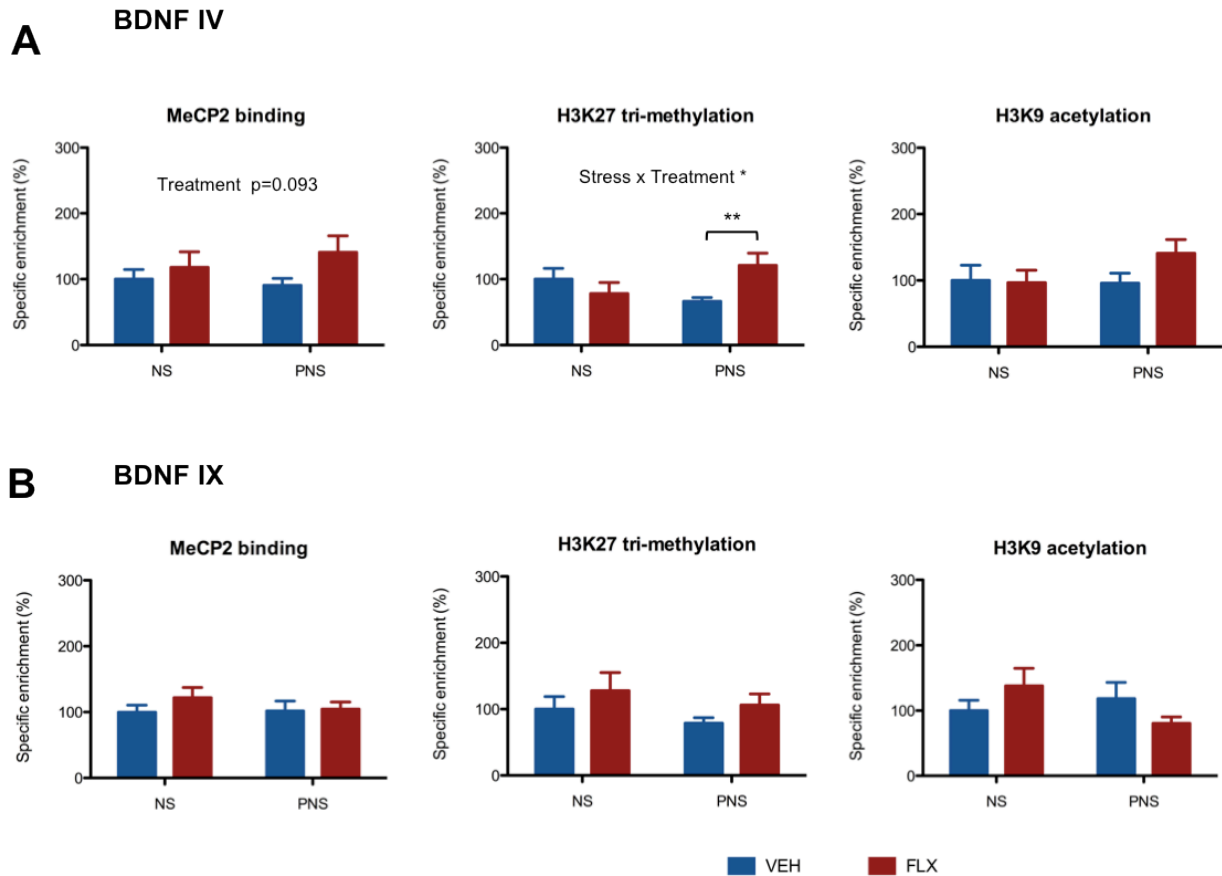 A
BDNF IV
MeCP2 binding
Specific enrichment (%)
300
200
100
0
Treatment p=0.093
NS
PNS
H3K27 tri-methylation
Specific enrichment (%)
300
200
100
0
Stress x Treatment *
**
NS
PNS
H3K9 acetylation
Specific enrichment (%)
300
200
100
0
NS
PNS
B
BDNF IX
MeCP2 binding
Specific enrichment (%)
300
200
100
0
NS
PNS
H3K27 tri-methylation
Specific enrichment (%)
300
200
100
0
NS
PNS
H3K9 acetylation
Specific enrichment (%)
300
200
100
0
NS
PNS
VEH
FLX